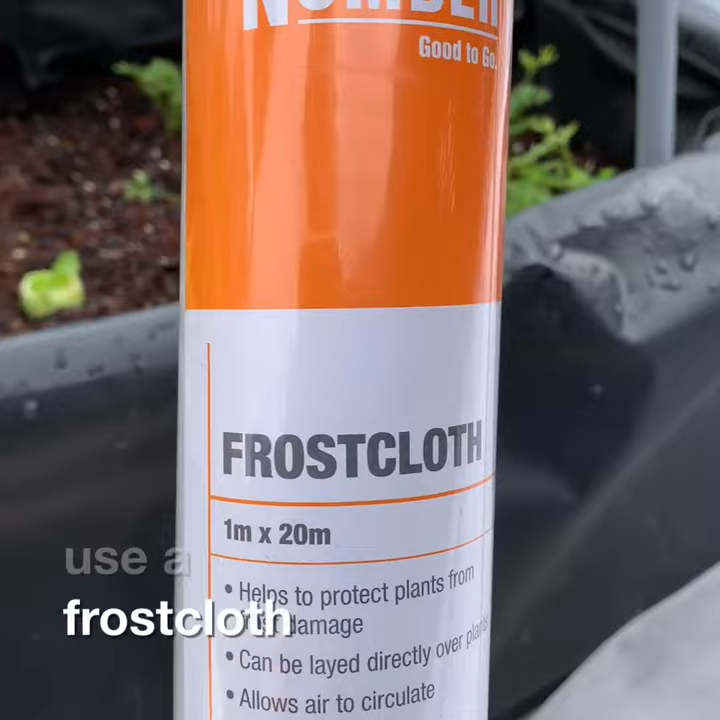 Good to Go.
FROSTCLOTH
1m x 20m
• Helps to protect plants from
damage
• Can be layed directly over
• Allows air to circulate
use a
frostcloth